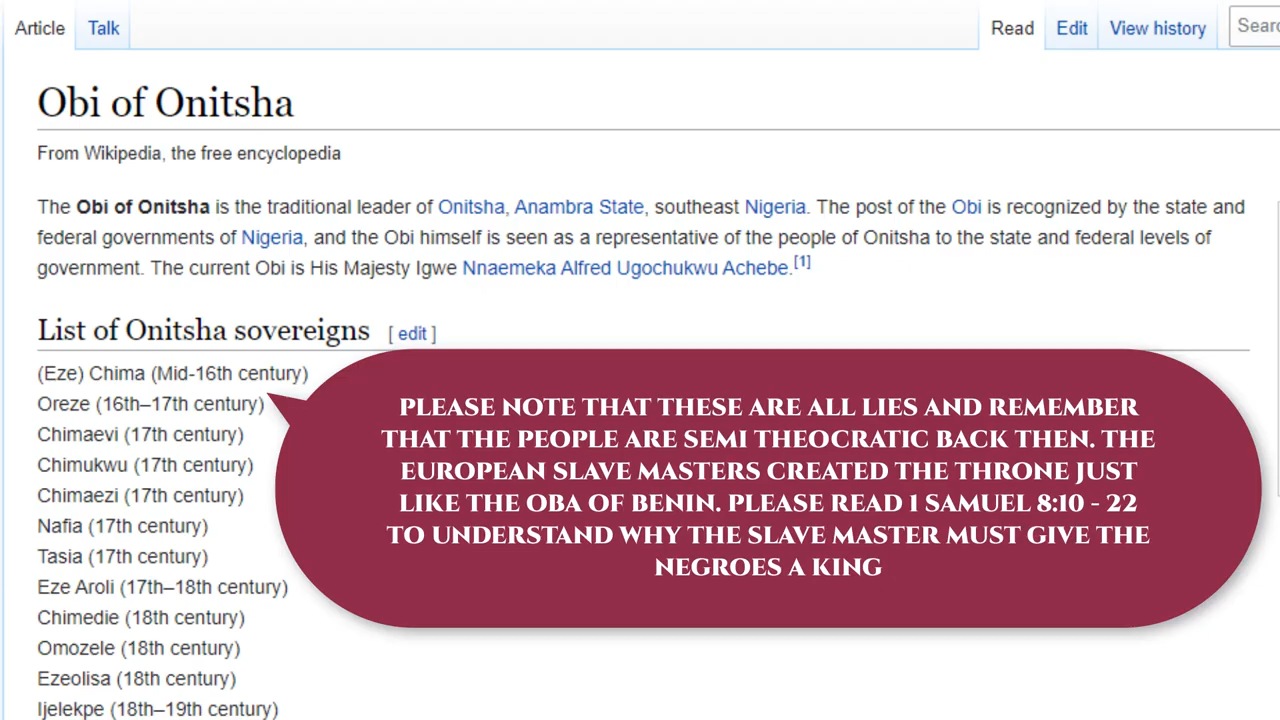 Article Talk Read Edit View history Searc
Obi of Onitsha
From Wikipedia, the free encyclopedia
The Obi of Onitsha is the traditional leader of Onitsha, Anambra State, southeast Nigeria. The post of the Obi is recognized by the state and
federal governments of Nigeria, and the Obi himself is seen as a representative of the people of Onitsha to the state and federal levels of
government. The current Obi is His Majesty Igwe Nnaemeka Alfred Ugochukwu Achebe.[1]
List of Onitsha sovereigns [ edit ]
(Eze) Chima (Mid-16th century)
Oreze (16th–17th century)
Chimaevi (17th century)
Chimukwu (17th century)
Chimaezi (17th century)
Nafia (17th century)
Tasia (17th century)
Eze Aroli (17th–18th century)
Chimedie (18th century)
Omozele (18th century)
Ezeolisa (18th century)
Ijelekpe (18th–19th century)
PLEASE NOTE THAT THESE ARE ALL LIES AND REMEMBER
THAT THE PEOPLE ARE SEMI THEOCRATIC BACK THEN. THE
EUROPEAN SLAVE MASTERS CREATED THE THRONE JUST
LIKE THE OBA OF BENIN. PLEASE READ 1 SAMUEL 8:10 - 22
TO UNDERSTAND WHY THE SLAVE MASTER MUST GIVE THE
NEGROES A KING